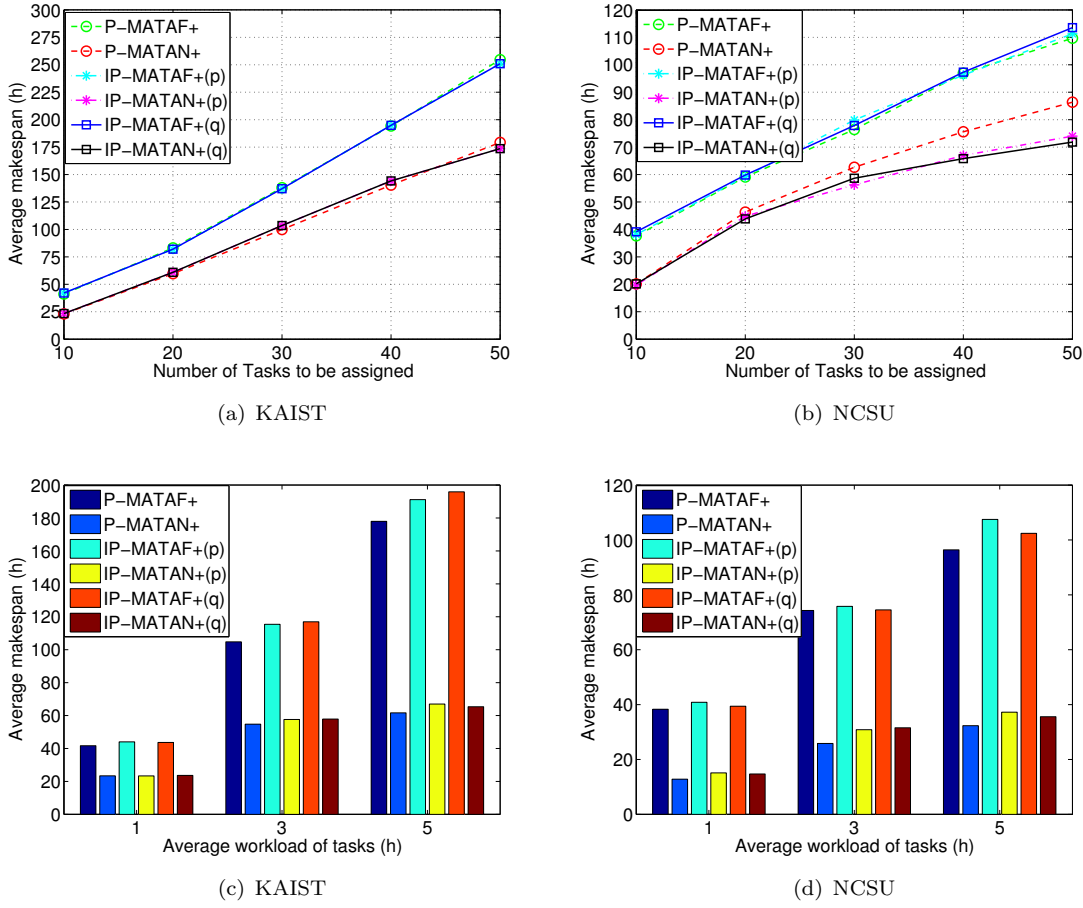 300
275
250
225
200
175
150
125
100
75
50
25
0
Average makespan (h)
P−MATAF+
P−MATAN+
IP−MATAF+(p)
IP−MATAN+(p)
IP−MATAF+(q)
IP−MATAN+(q)
10 20 30 40 50
Number of Tasks to be assigned
(a) KAIST
120
110
100
90
80
70
60
50
40
30
20
10
0
Average makespan (h)
P−MATAF+
P−MATAN+
IP−MATAF+(p)
IP−MATAN+(p)
IP−MATAF+(q)
IP−MATAN+(q)
10 20 30 40 50
Number of Tasks to be assigned
(b) NCSU
200
180
160
140
120
100
80
60
40
20
0
Average makespan (h)
P−MATAF+
P−MATAN+
IP−MATAF+(p)
IP−MATAN+(p)
IP−MATAF+(q)
IP−MATAN+(q)
1 3 5
Average workload of tasks (h)
(c) KAIST
120
100
80
60
40
20
0
Average makespan (h)
P−MATAF+
P−MATAN+
IP−MATAF+(p)
IP−MATAN+(p)
IP−MATAF+(q)
IP−MATAN+(q)
1 3 5
Average workload of tasks (h)
(d) NCSU